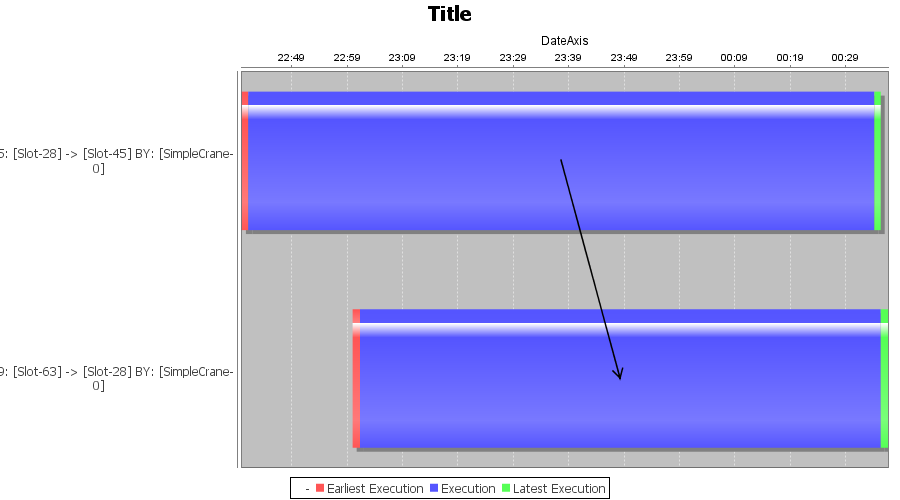 Title
DateAxis
22:49 22:59 23:09 23:19 23:29 23:39 23:49 23:59 00:09 00:19 00:29
5: [Slot-28] -> [Slot-45] BY: [SimpleCrane-
0]
9: [Slot-63] -> [Slot-28] BY: [SimpleCrane-
0]
- Earliest Execution Execution Latest Execution